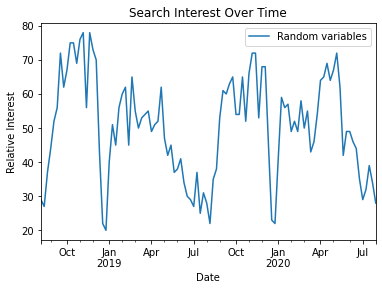 Search Interest Over Time
Random variables
Relative Interest
80
70
60
50
40
30
20
Oct Jan Apr Jul Oct Jan Apr Jul
2019 2020
Date